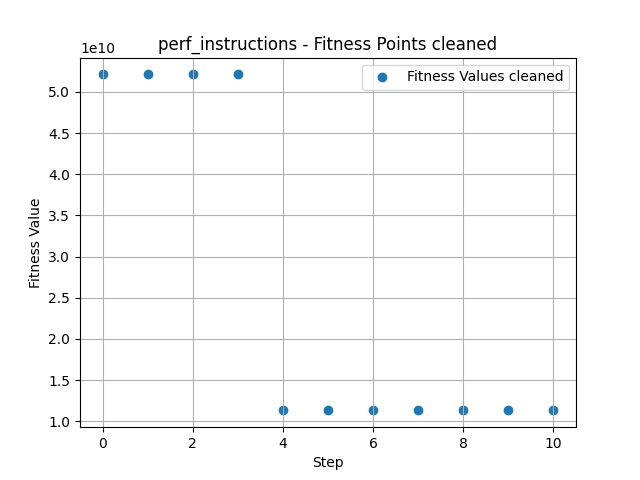 perf_instructions - Fitness Points cleaned
1e10
Fitness Values cleaned
5.0
4.5
4.0
3.5
3.0
2.5
2.0
1.5
1.0
Fitness Value
0 2 4 6 8 10
Step